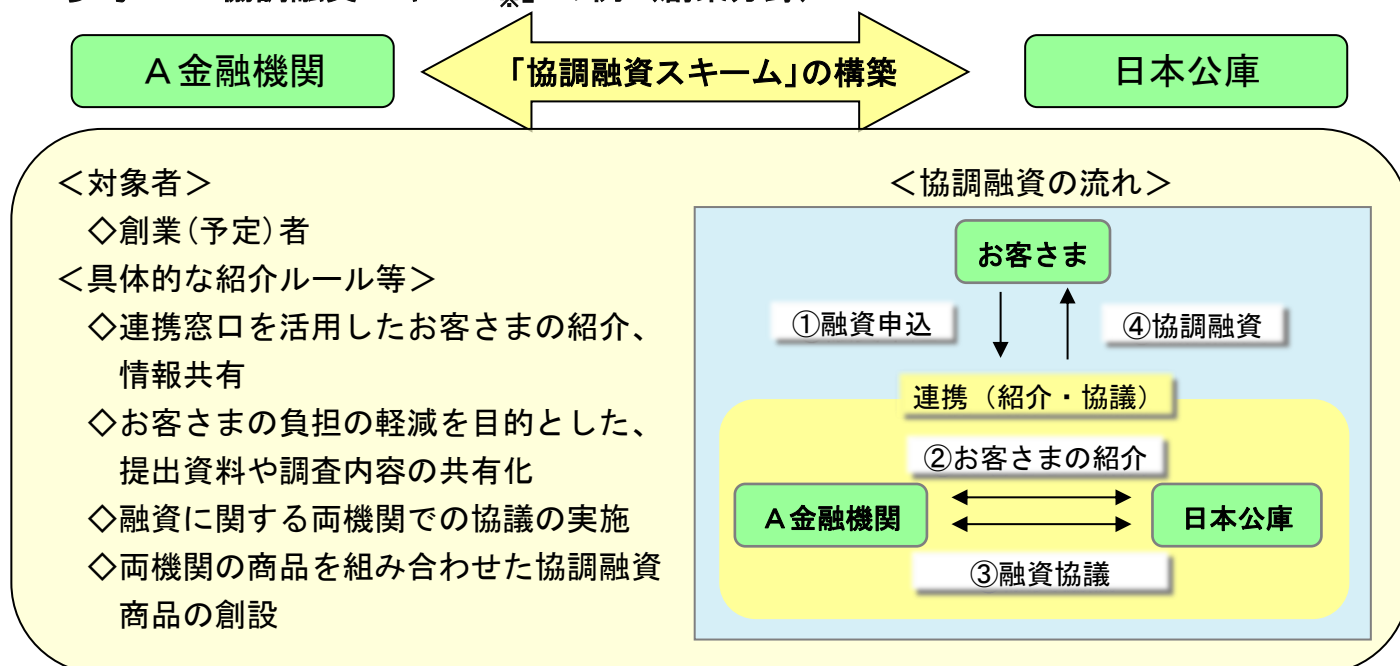 協調融資
※
A金融機関
「協調融資スキーム」の構築
日本公庫
＜対象者＞
◇創業(予定)者
＜具体的な紹介ルール等＞
◇連携窓口を活用したお客さまの紹介、
情報共有
◇お客さまの負担の軽減を目的とした、
提出資料や調査内容の共有化
◇融資に関する両機関での協議の実施
◇両機関の商品を組み合わせた協調融資
商品の創設
＜協調融資の流れ＞
お客さま
①融資申込
④協調融資
連携（紹介・協議）
②お客さまの紹介
A金融機関
日本公庫
③融資協議